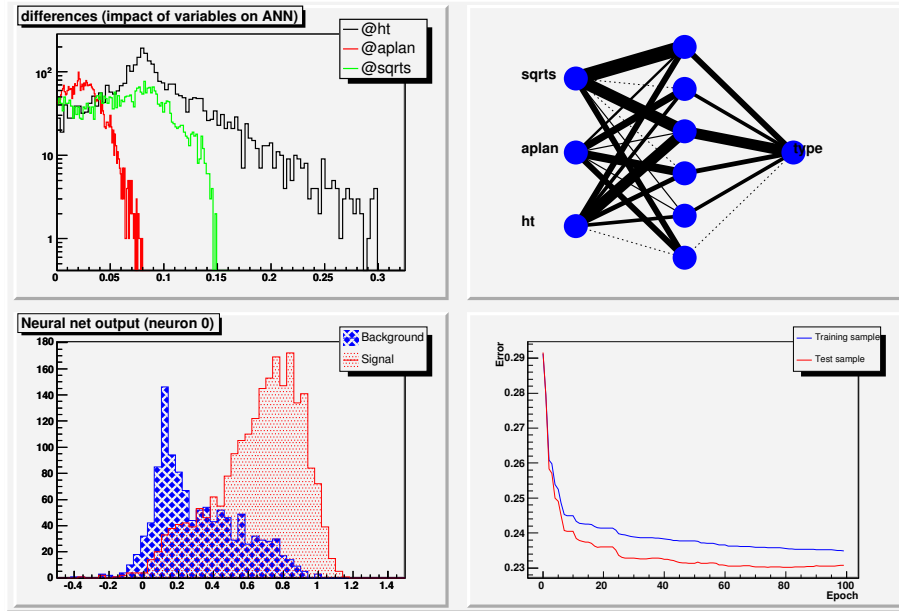 differences (impact of variables on ANN)
@ht
@aplan
@sqrts
10²
10
1
0 0.05 0.1 0.15 0.2 0.25 0.3
sqrts
aplan
ht
type
Neural net output (neuron 0)
Background
Signal
180
160
140
120
100
80
60
40
20
0
-0.4 -0.2 0 0.2 0.4 0.6 0.8 1 1.2 1.4
Training sample
Test sample
Error
0.29
0.28
0.27
0.26
0.25
0.24
0.23
0 20 40 60 80 100
Epoch